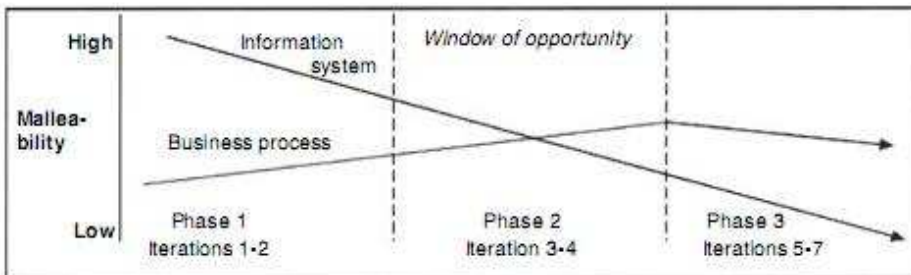 High
Information
system
Window of opportunity
Mallea-
bility
Business process
Low
Phase 1
Iterations 1-2
Phase 2
Iteration 3-4
Phase 3
Iterations 5-7